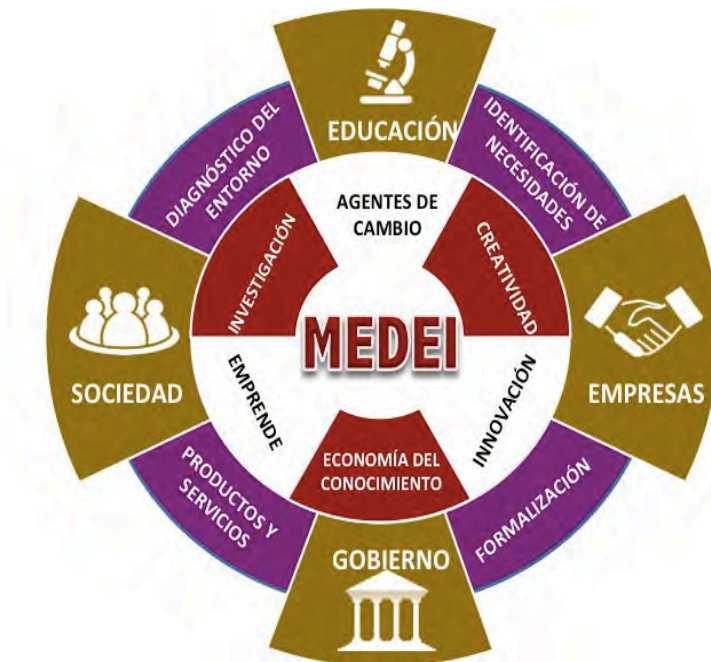 EDUCACIÓN
DIAGNÓSTICO DEL
ENTORNO
IDENTIFICACIÓN DE
NECESIDADES
AGENTES DE
CAMBIO
INVESTIGACIÓN
CREATIVIDAD
MEDEI
SOCIEDAD
EMPRESAS
EMPRENDE
INNOVACIÓN
ECONOMÍA DEL
CONOCIMIENTO
PRODUCTOS Y
SERVICIOS
FORMALIZACIÓN
GOBIERNO